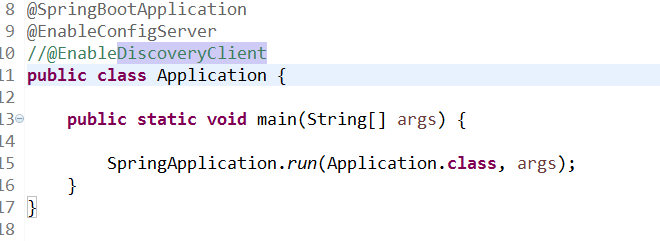 8 @SpringBootApplication
9 @EnableConfigServer
10 //@EnableDiscoveryClient
11 public class Application {
12
13     public static void main(String[] args) {
14
15         SpringApplication.run(Application.class, args);
16     }
17 }
18